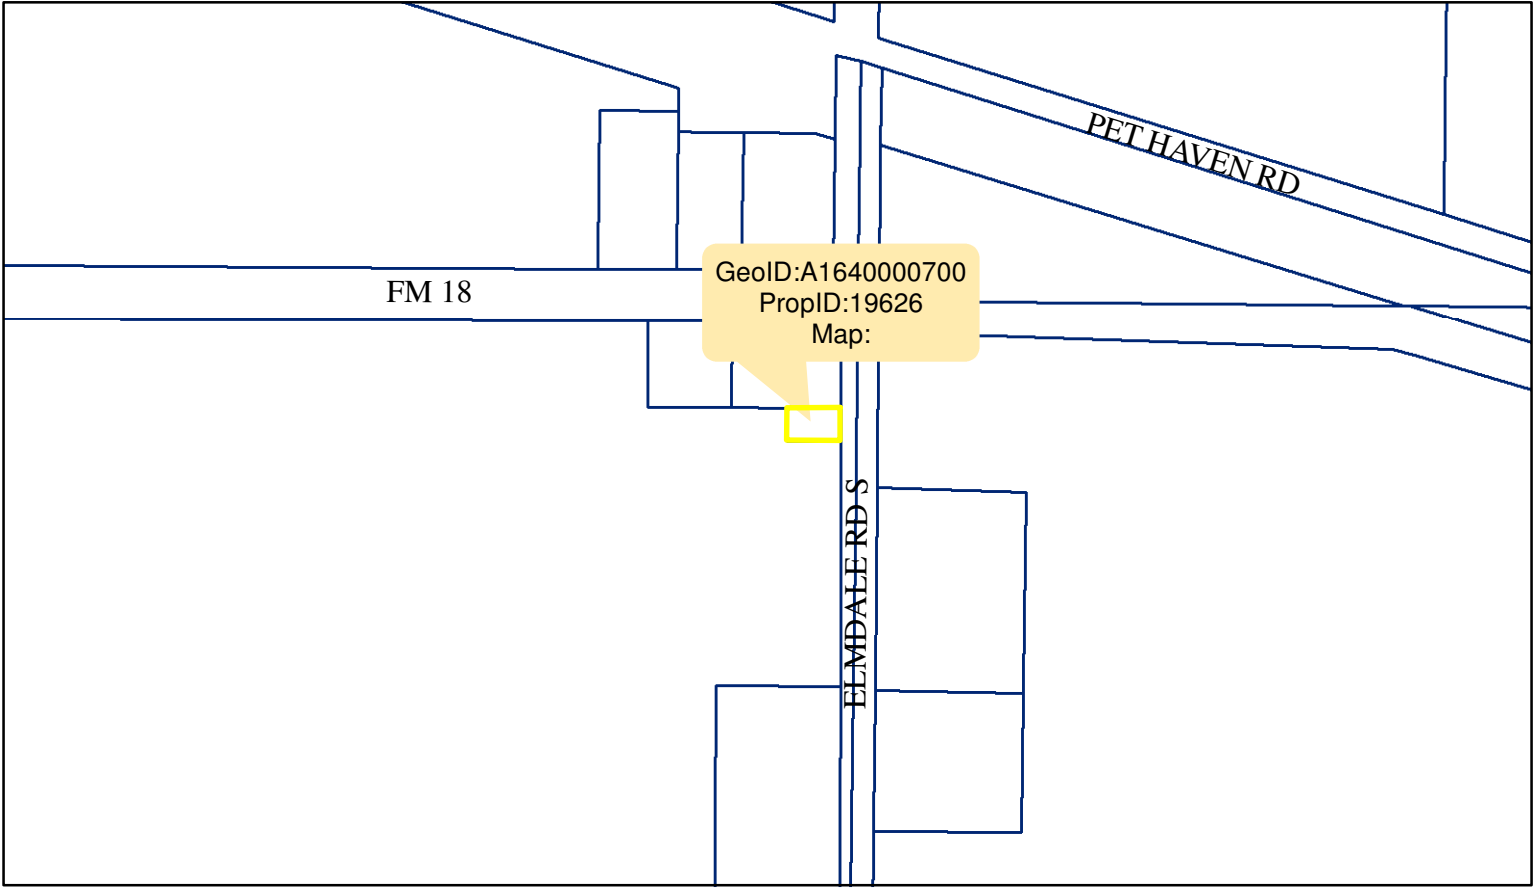 PET HAVEN RD
GeoID:A1640000700
PropID:19626
Map:
FM 18
ELMDALE RD S